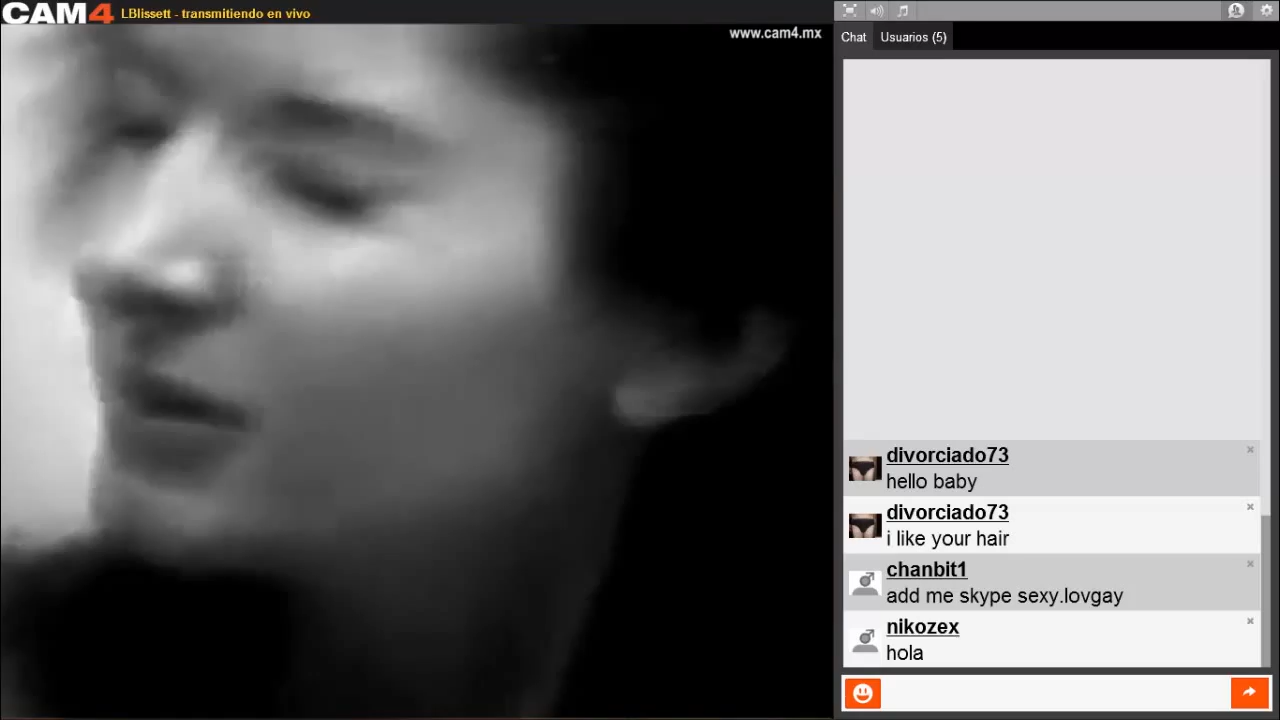 CAM4 LBlissett - transmitiendo en vivo
www.cam4.mx
Chat Usuarios (5)
divorciado73
hello baby
divorciado73
i like your hair
chanbit1
add me skype sexy.lovgay
nikozex
hola